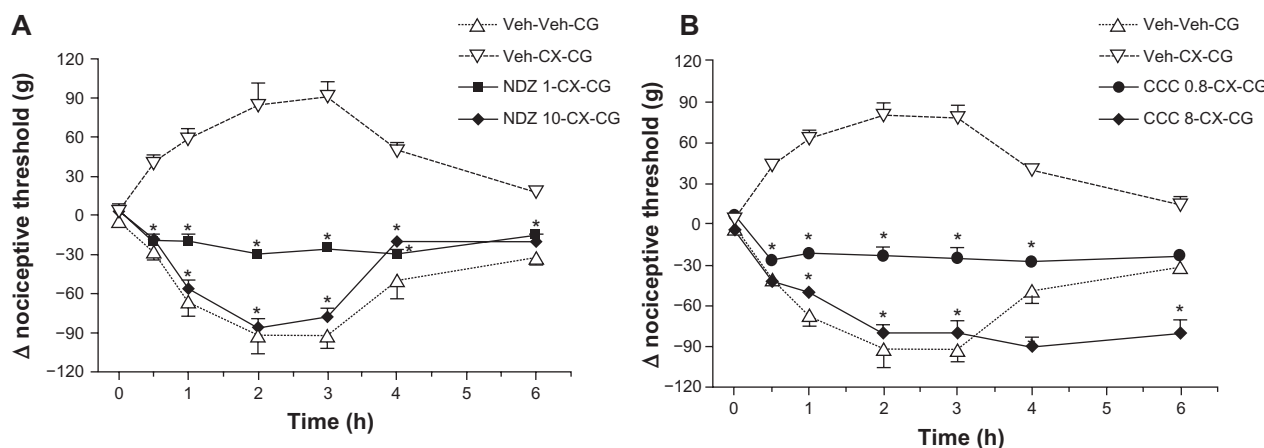 A
Δ nociceptive threshold (g)
120
90
60
30
0
−30
−60
−90
−120
Veh-Veh-CG
Veh-CX-CG
NDZ 1-CX-CG
NDZ 10-CX-CG
* * * * * *
*
* * *
0 1 2 3 4 5 6
Time (h)
B
Δ nociceptive threshold (g)
120
90
60
30
0
−30
−60
−90
−120
Veh-Veh-CG
Veh-CX-CG
CCC 0.8-CX-CG
CCC 8-CX-CG
* * * * *
* * * *
0 1 2 3 4 5 6
Time (h)